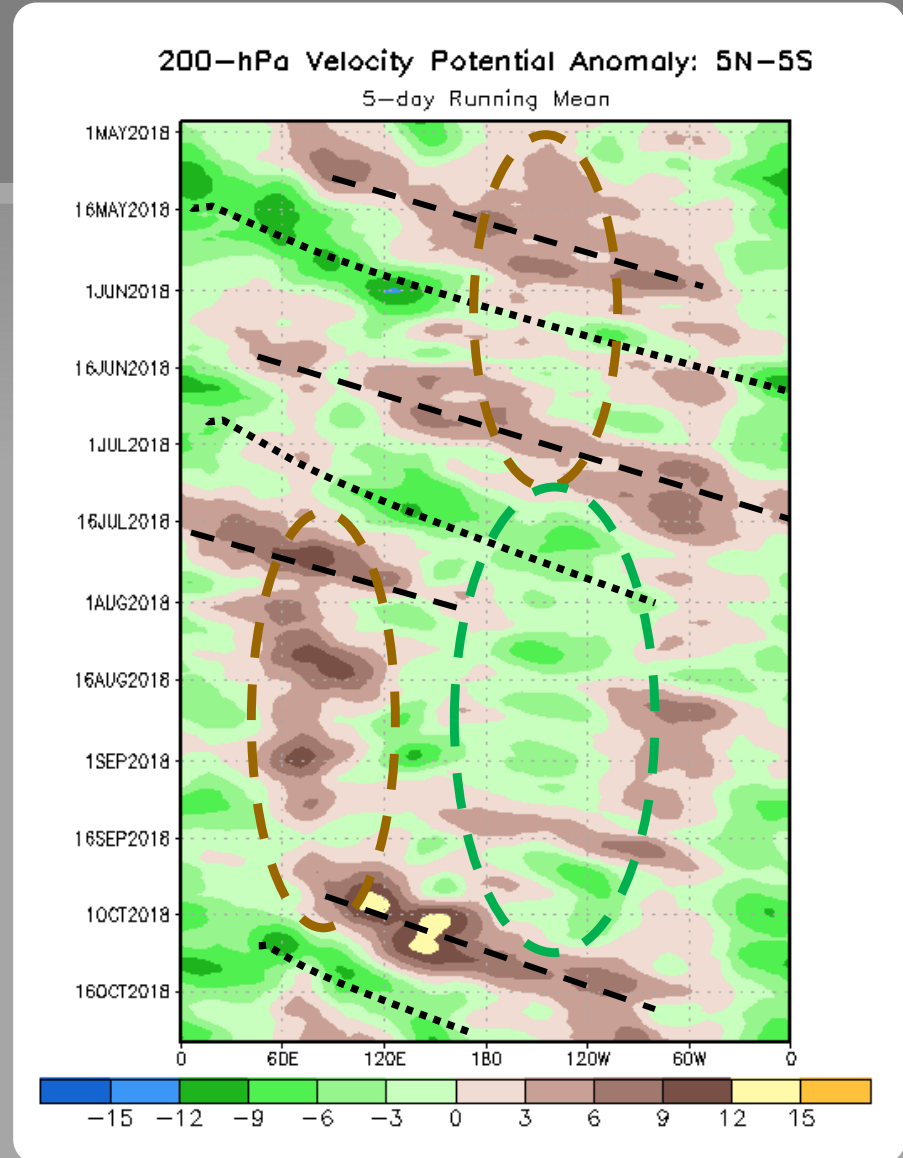 200-hPa Velocity Potential Anomaly: 5N-5S
5-day Running Mean
1MAY2018
16MAY2018
1JUN2018
16JUN2018
1JUL2018
16JUL2018
1AUG2018
16AUG2018
1SEP2018
16SEP2018
1OCT2018
16OCT2018
0 60E 120E 180 120W 60W 0
-15 -12 -9 -6 -3 0 3 6 9 12 15